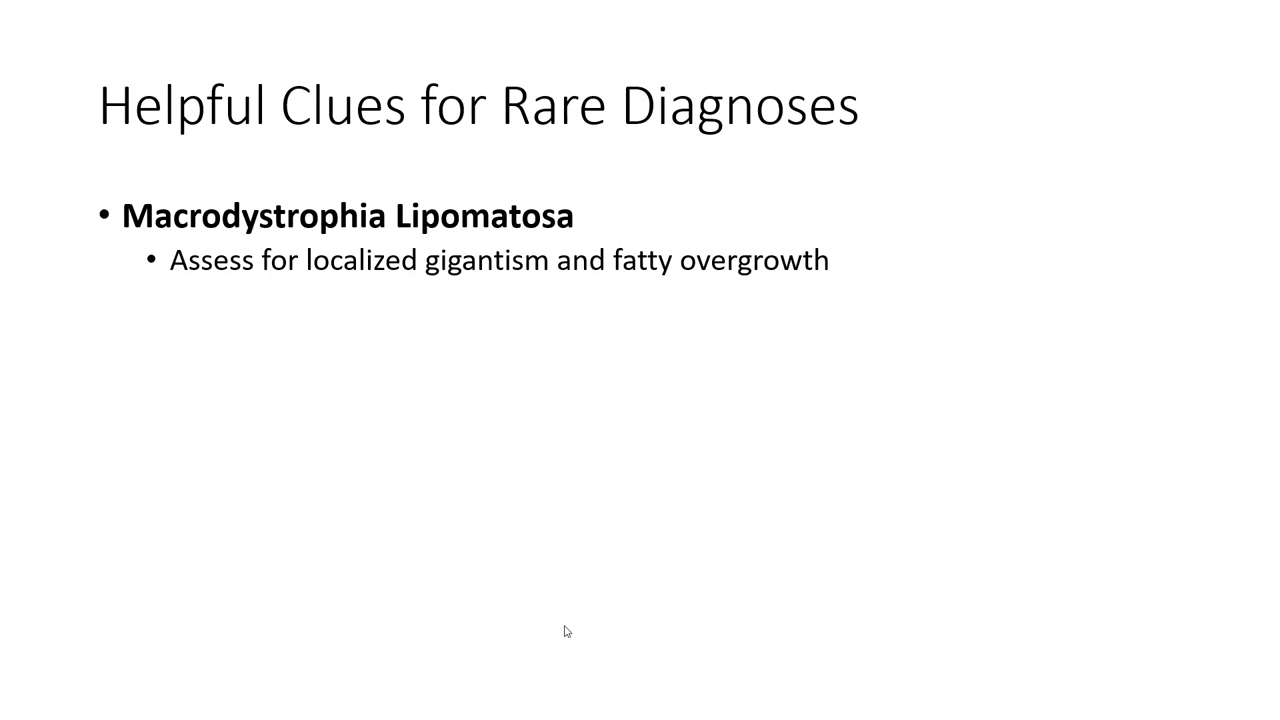 Helpful Clues for Rare Diagnoses
• Macrodystrophia Lipomatosa
• Assess for localized gigantism and fatty overgrowth